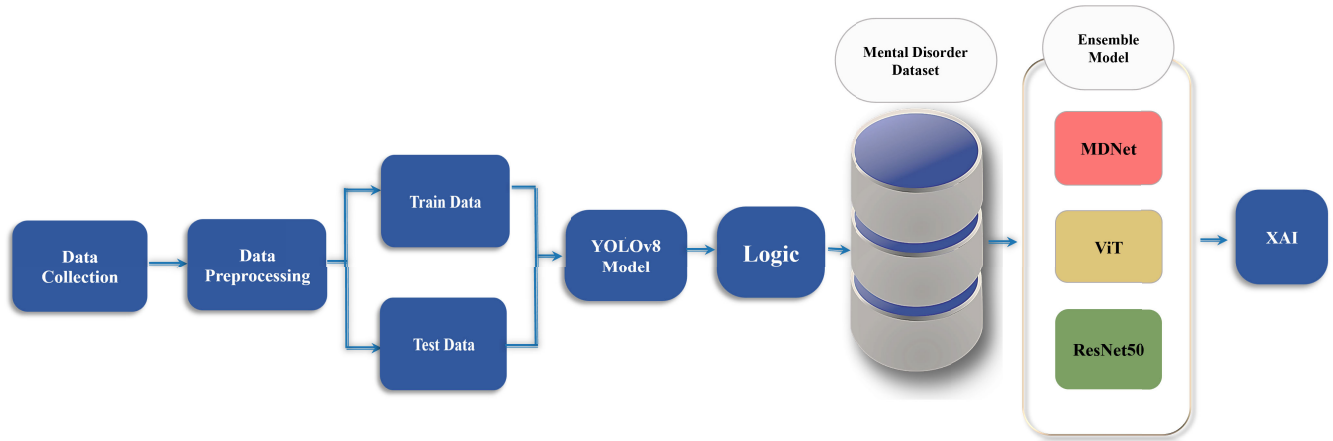 Data
Collection
Data
Preprocessing
Train Data
Test Data
YOLOv8
Model
Logic
Mental Disorder
Dataset
Ensemble
Model
MDNet
ViT
ResNet50
XAI